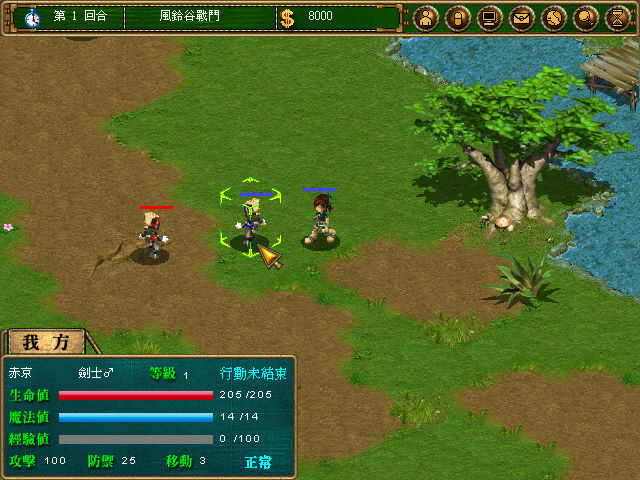 第 1 回合 風鈴谷戰鬥 $ 8000
我 方
赤京 劍士♂ 等級 1 行動未結束
生命值 205 /205
魔法值 14 /14
經驗值 0 /100
攻擊 100 防禦 25 移動 3 正常